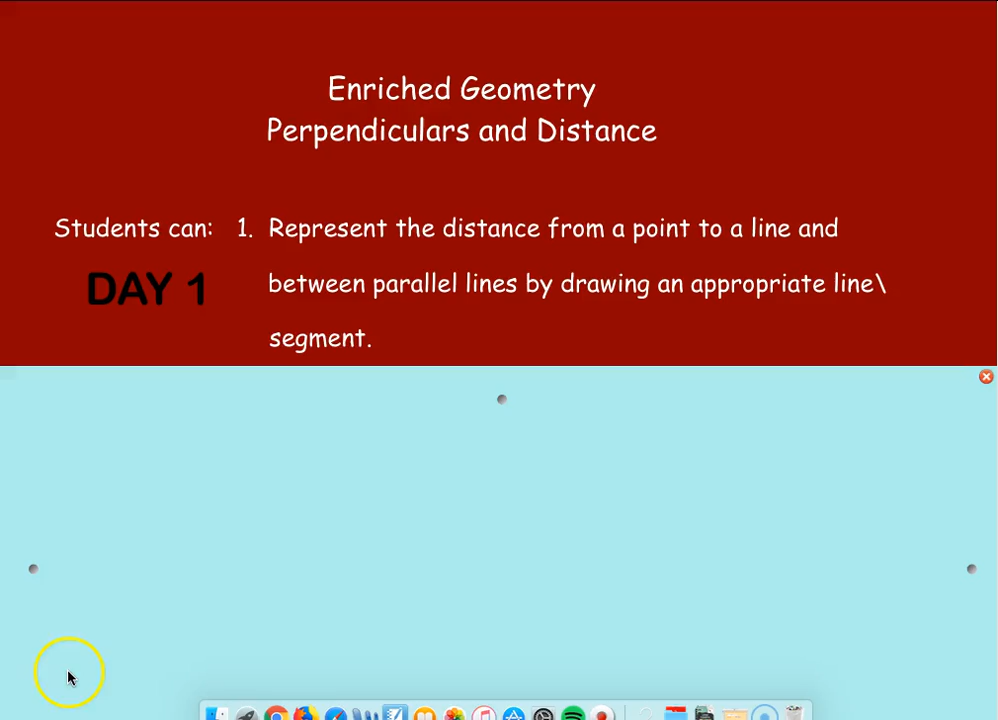 Enriched Geometry
Perpendiculars and Distance
Students can: 1. Represent the distance from a point to a line and
DAY 1
between parallel lines by drawing an appropriate line\
segment.